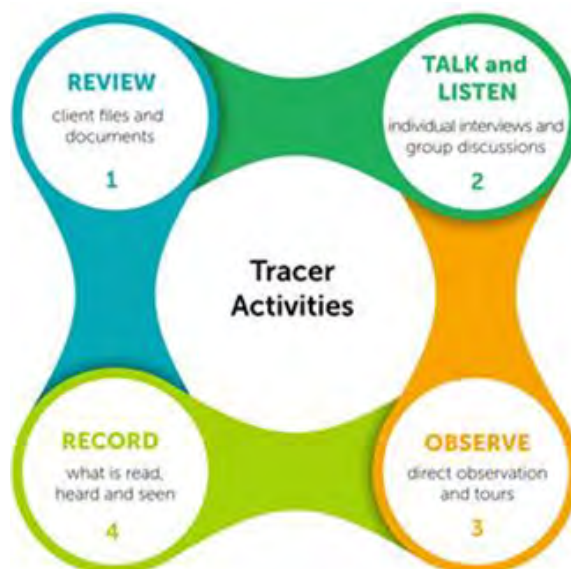 REVIEW
client files and
documents
1
TALK and
LISTEN
individual interviews and
group discussions
2
Tracer
Activities
OBSERVE
direct observation
and tours
3
RECORD
what is read,
heard and seen
4